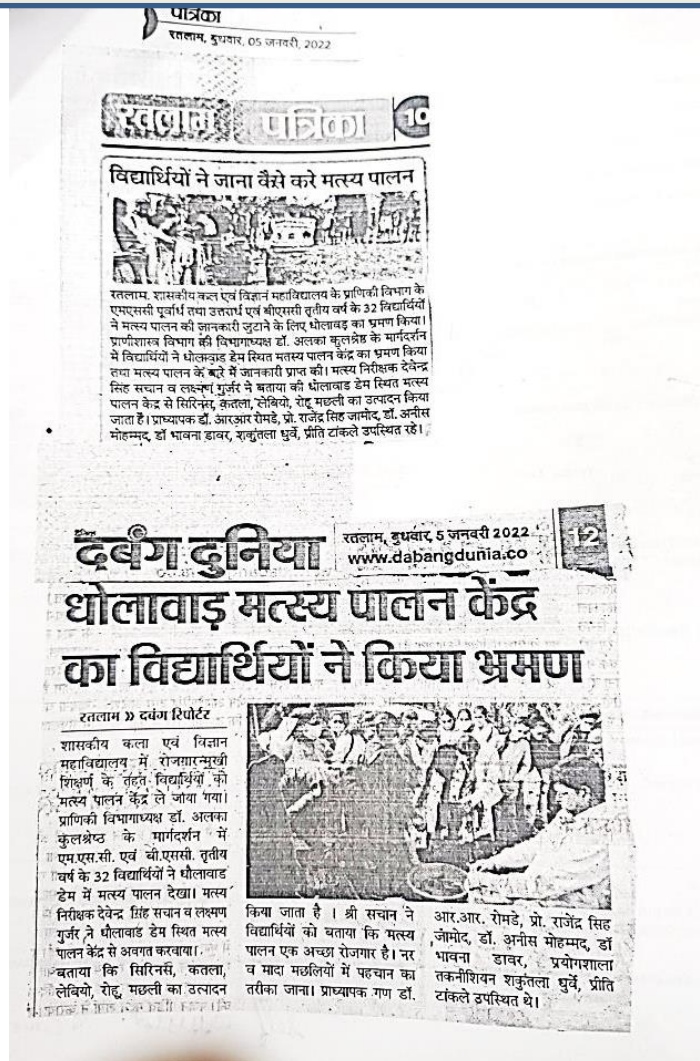 पत्रिका
रतलाम, बुधवार, 05 जनवरी, 2022
रतलाम पत्रिका 10
विद्यार्थियों ने जाना वैसे करे मत्स्य पालन
रतलाम. शासकीय कला एवं विज्ञान महाविद्यालय के प्राणिकी विभाग के
एमएससी पूर्वार्ध तथा उत्तरार्ध एवं बीएससी तृतीय वर्ष के 32 विद्यार्थियों
ने मत्स्य पालन की जानकारी जुटाने के लिए धोलावड़ का भ्रमण किया।
प्राणीशास्त्र विभाग की विभागाध्यक्ष डॉ. अलका कुलश्रेष्ठ के मार्गदर्शन
में विद्यार्थियों ने धोलावाड डेम स्थित मतस्य पालन केंद्र का भ्रमण किया
तथा मत्स्य पालन के बारे में जानकारी प्राप्त की। मत्स्य निरीक्षक देवेन्द्र
सिंह सचान व लक्ष्मण गुर्जर ने बताया की धोलावाड डेम स्थित मत्स्य
पालन केंद्र से सिरिनस, कतला, लेबियो, रोहू मछली का उत्पादन किया
जाता है। प्राध्यापक डॉ. आरआर रोमडे, प्रो. राजेंद्र सिंह जामोद, डॉ. अनीस
मोहम्मद, डॉ भावना डावर, शकुंतला धुर्वे, प्रीति टांकले उपस्थित रहे।
दबंग दुनिया
रतलाम, बुधवार, 5 जनवरी 2022
www.dabangdunia.co
12
धोलावाड़ मत्स्य पालन केंद्र
का विद्यार्थियों ने किया भ्रमण
रतलाम » दबंग रिपोर्टर
शासकीय कला एवं विज्ञान
महाविद्यालय में रोजगारन्मुखी
शिक्षण के तहत विद्यार्थियों को
मत्स्य पालन केंद्र ले जाया गया।
प्राणिकी विभागाध्यक्ष डॉ. अलका
कुलश्रेष्ठ के मार्गदर्शन में
एम.एस.सी. एवं बी.एससी. तृतीय
वर्ष के 32 विद्यार्थियों ने धौलावाड
डेम में मत्स्य पालन देखा। मत्स्य
निरीक्षक देवेन्द्र सिंह सचान व लक्ष्मण
गुर्जर ने धौलावाड डेम स्थित मत्स्य
पालन केंद्र से अवगत करवाया।
बताया कि सिरिनस, कतला,
लेबियो, रोहू, मछली का उत्पादन
किया जाता है । श्री सचान ने
विद्यार्थियों को बताया कि मत्स्य
पालन एक अच्छा रोजगार है। नर
व मादा मछलियों में पहचान का
तरीका जाना। प्राध्यापक गण डॉ.
आर.आर. रोमडे, प्रो. राजेंद्र सिंह
जामोद, डॉ. अनीस मोहम्मद, डॉ
भावना डावर, प्रयोगशाला
तकनीशियन शकुंतला धुर्वे, प्रीति
टांकले उपस्थित थे।